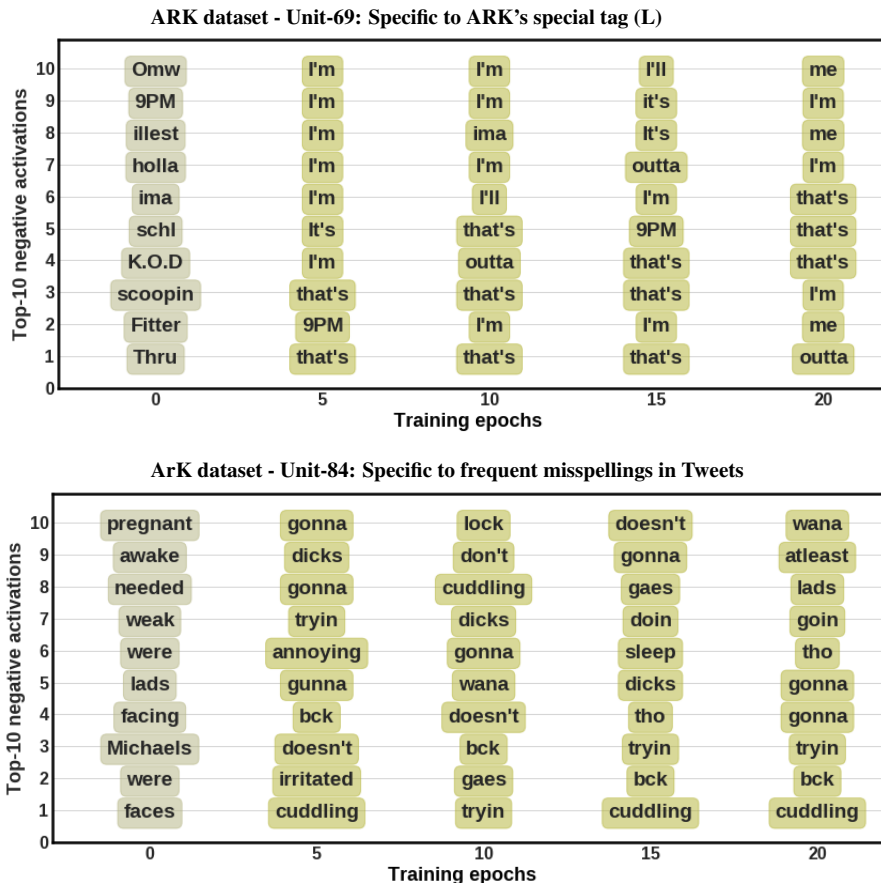 ARK dataset - Unit-69: Specific to ARK's special tag (L)
Top-10 negative activations
10 Omw I'm I'm I'll me
9 9PM I'm I'm it's I'm
8 illest I'm ima It's me
7 holla I'm I'm outta I'm
6 ima I'm I'll I'm that's
5 schl It's that's 9PM that's
4 K.O.D I'm outta that's that's
3 scoopin that's that's that's I'm
2 Fitter 9PM I'm I'm me
1 Thru that's that's that's outta
0
0 5 10 15 20
Training epochs
ArK dataset - Unit-84: Specific to frequent misspellings in Tweets
Top-10 negative activations
10 pregnant gonna lock doesn't wana
9 awake dicks don't gonna atleast
8 needed gonna cuddling gaes lads
7 weak tryin dicks doin goin
6 were annoying gonna sleep tho
5 lads gunna wana dicks gonna
4 facing bck doesn't tho gonna
3 Michaels doesn't bck tryin tryin
2 were irritated gaes bck bck
1 faces cuddling tryin cuddling cuddling
0
0 5 10 15 20
Training epochs